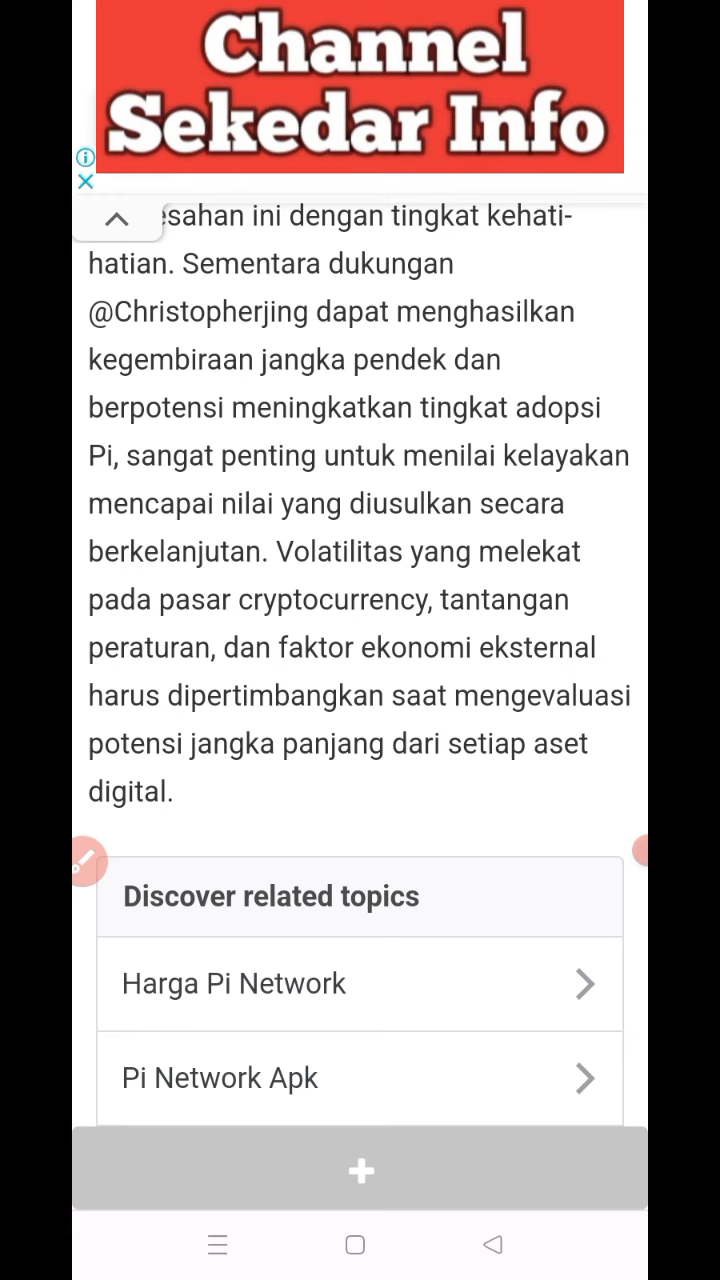 Channel
Sekedar Info
esahan ini dengan tingkat kehati-
hatian. Sementara dukungan
@Christopherjing dapat menghasilkan
kegembiraan jangka pendek dan
berpotensi meningkatkan tingkat adopsi
Pi, sangat penting untuk menilai kelayakan
mencapai nilai yang diusulkan secara
berkelanjutan. Volatilitas yang melekat
pada pasar cryptocurrency, tantangan
peraturan, dan faktor ekonomi eksternal
harus dipertimbangkan saat mengevaluasi
potensi jangka panjang dari setiap aset
digital.
Discover related topics
Harga Pi Network
Pi Network Apk